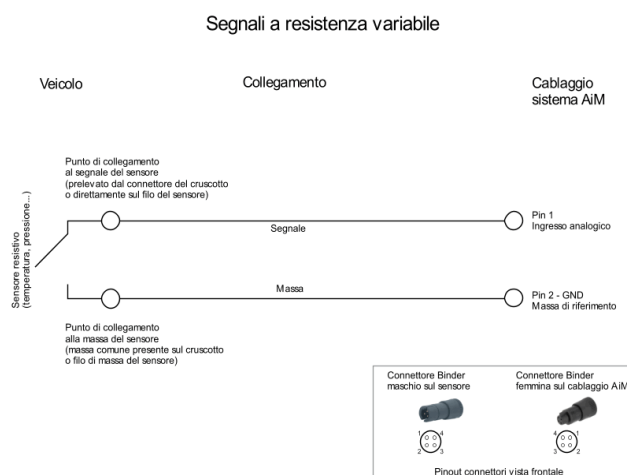 Segnali a resistenza variabile
Veicolo
Collegamento
Cablaggio
sistema AiM
Punto di collegamento
al segnale del sensore
(prelevato dal connettore del cruscotto
o direttamente sul filo del sensore)
Sensore resistivo
(temperatura, pressione...)
Segnale
Pin 1
Ingresso analogico
Massa
Pin 2 - GND
Massa di riferimento
Punto di collegamento
alla massa del sensore
(massa comune presente sul cruscotto
o filo di massa del sensore)
Connettore Binder
maschio sul sensore
Connettore Binder
femmina sul cablaggio AiM
1 4
2 3
4 1
3 2
Pinout connettori vista frontale